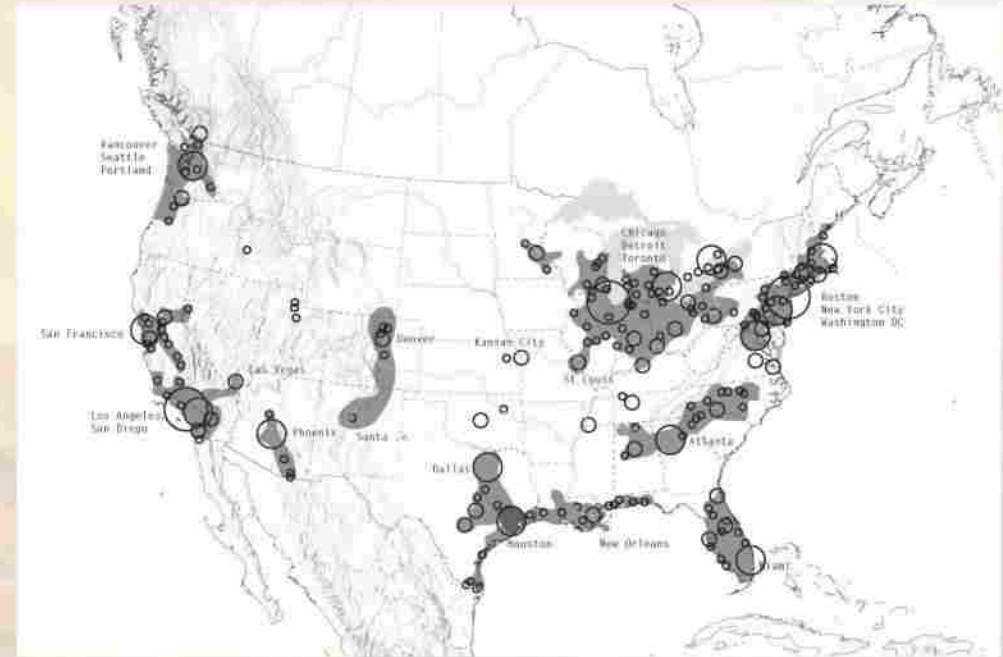 Vancouver
Seattle
Portland
Chicago
Detroit
Toronto
Boston
New York City
Washington DC
San Francisco
Denver
Kansas City
Las Vegas
St Louis
Los Angeles
San Diego
Phoenix
Santa
Atlanta
Dallas
Houston
New Orleans
Miami